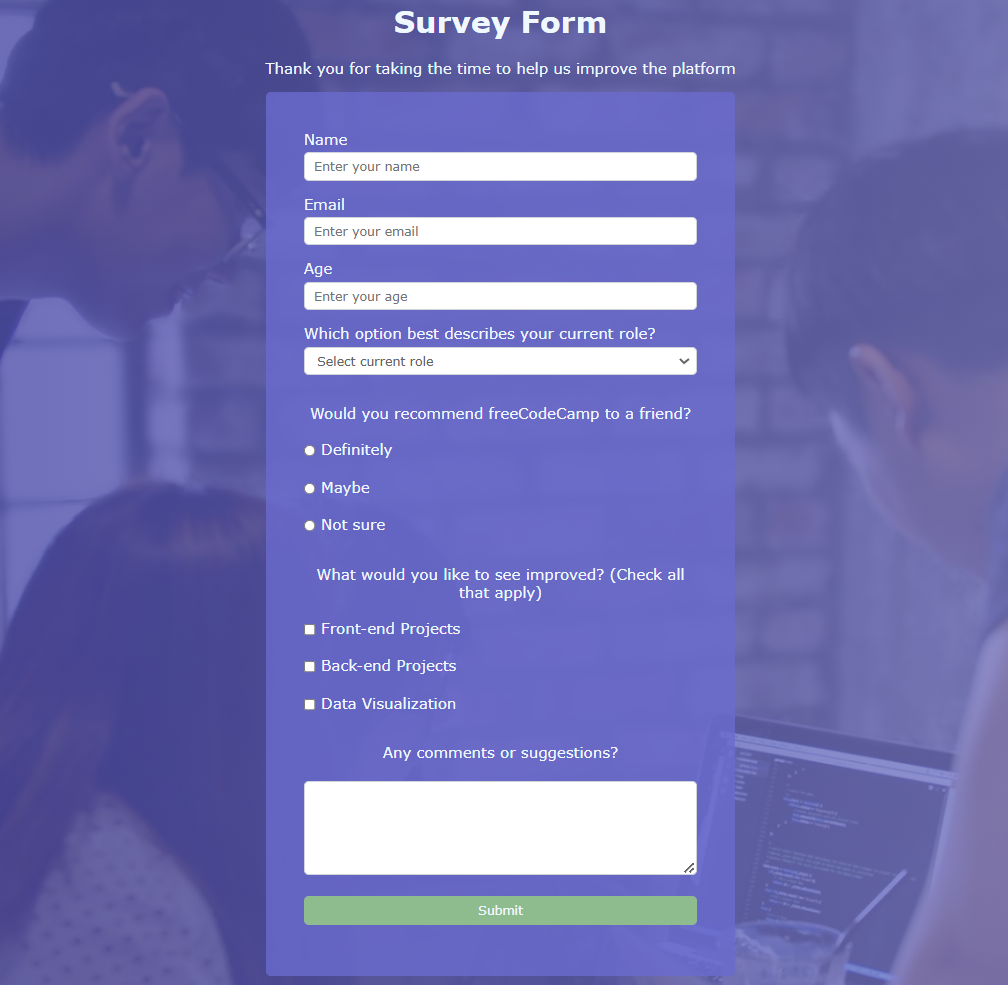 Survey Form
Thank you for taking the time to help us improve the platform
Name
Enter your name
Email
Enter your email
Age
Enter your age
Which option best describes your current role?
Select current role
Would you recommend freeCodeCamp to a friend?
Definitely
Maybe
Not sure
What would you like to see improved? (Check all
that apply)
Front-end Projects
Back-end Projects
Data Visualization
Any comments or suggestions?
Submit